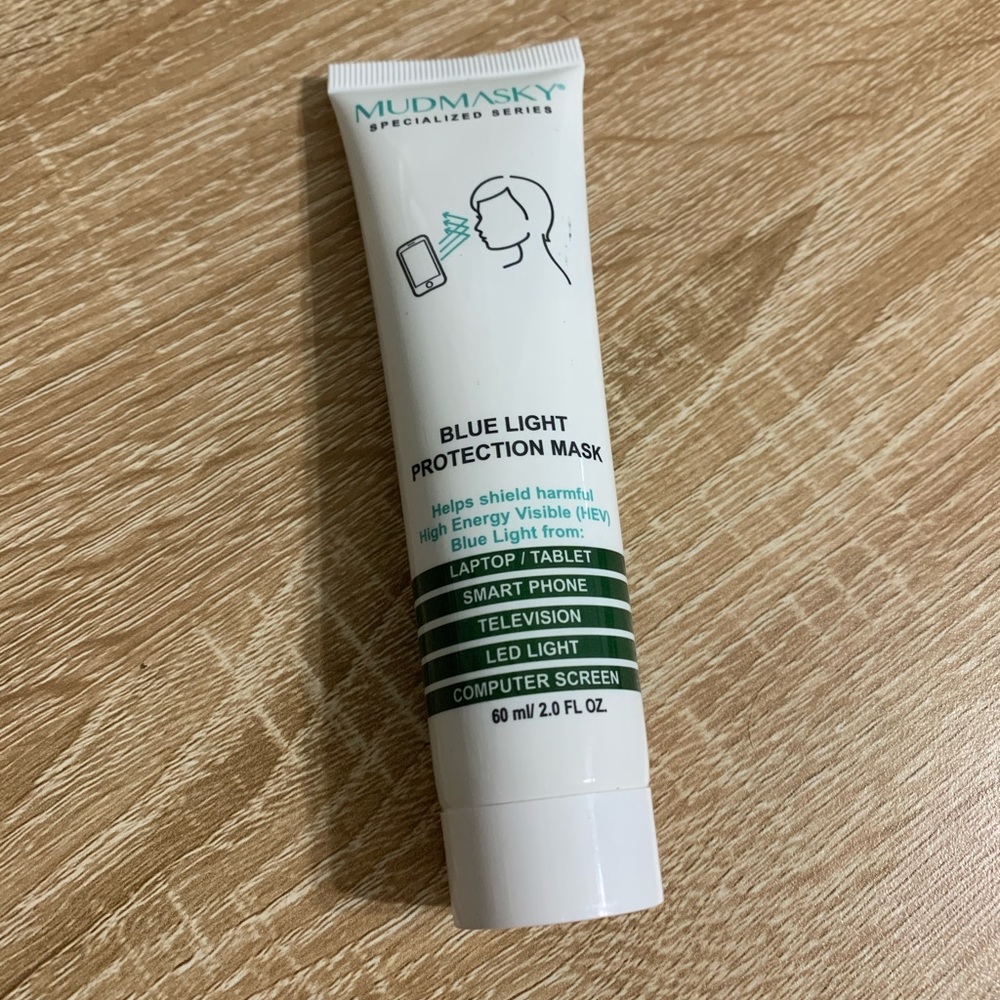 MUDMASKY®
SPECIALIZED SERIES
BLUE LIGHT
PROTECTION MASK
Helps shield harmful
High Energy Visible (HEV)
Blue Light from:
LAPTOP / TABLET
SMART PHONE
TELEVISION
LED LIGHT
COMPUTER SCREEN
60 ml/ 2.0 FL OZ.